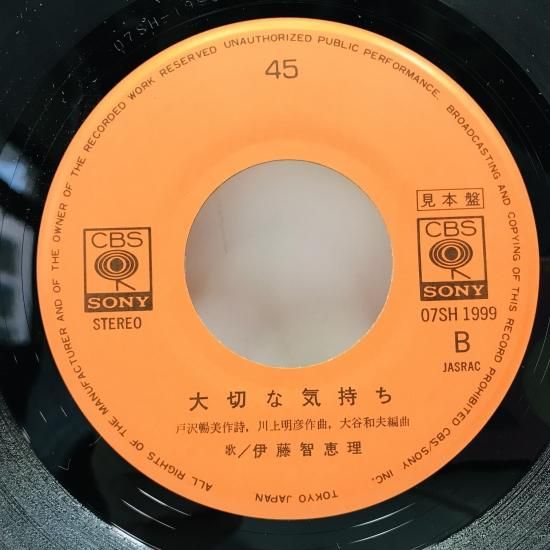 07SH-19
ALL RIGHTS OF THE MANUFACTURER AND OF THE OWNER OF THE RECORDED WORK RESERVED UNAUTHORIZED PUBLIC PERFORMANCE. BROADCASTING AND COPYING OF THIS RECORD PROHIBITED CBS/SONY INC. TOKYO JAPAN
45
見本盤
CBS
SONY
STEREO
CBS
SONY
07SH 1999
B
JASRAC
大切な気持ち
戸沢暢美作詩, 川上明彦作曲, 大谷和夫編曲
歌/伊藤智恵理